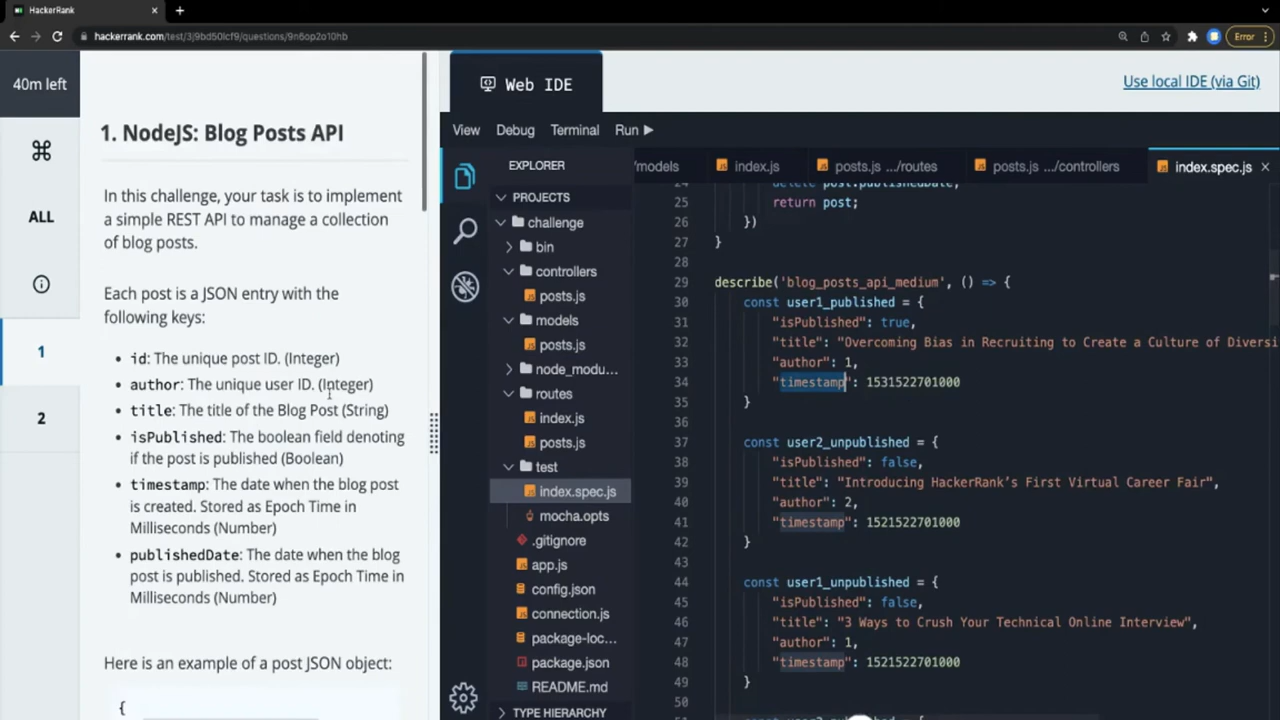 HackerRank
hackerrank.com/test/3/9bd50lcf9/questions/9n6op2o10hb
Error
40m left
ALL
1
2
1. NodeJS: Blog Posts API
In this challenge, your task is to implement
a simple REST API to manage a collection
of blog posts.
Each post is a JSON entry with the
following keys:
• id: The unique post ID. (Integer)
• author: The unique user ID. (Integer)
• title: The title of the Blog Post (String)
• isPublished: The boolean field denoting
if the post is published (Boolean)
• timestamp: The date when the blog post
is created. Stored as Epoch Time in
Milliseconds (Number)
• publishedDate: The date when the blog
post is published. Stored as Epoch Time in
Milliseconds (Number)
Here is an example of a post JSON object:
{
Web IDE
Use local IDE (via Git)
View Debug Terminal Run
EXPLORER
PROJECTS
challenge
bin
controllers
posts.js
models
posts.js
node_modu...
routes
index.js
posts.js
test
index.spec.js
mocha.opts
.gitignore
app.js
config.json
connection.js
package-loc...
package.json
README.md
TYPE HIERARCHY
/models index.js posts.js .../routes posts.js .../controllers index.spec.js
24 delete post.publishedDate;
25 return post;
26 })
27 }
28
29 describe('blog_posts_api_medium', () => {
30 const user1_published = {
31 "isPublished": true,
32 "title": "Overcoming Bias in Recruiting to Create a Culture of Diversi
33 "author": 1,
34 "timestamp": 1531522701000
35 }
36
37 const user2_unpublished = {
38 "isPublished": false,
39 "title": "Introducing HackerRank’s First Virtual Career Fair",
40 "author": 2,
41 "timestamp": 1521522701000
42 }
43
44 const user1_unpublished = {
45 "isPublished": false,
46 "title": "3 Ways to Crush Your Technical Online Interview",
47 "author": 1,
48 "timestamp": 1521522701000
49 }
50